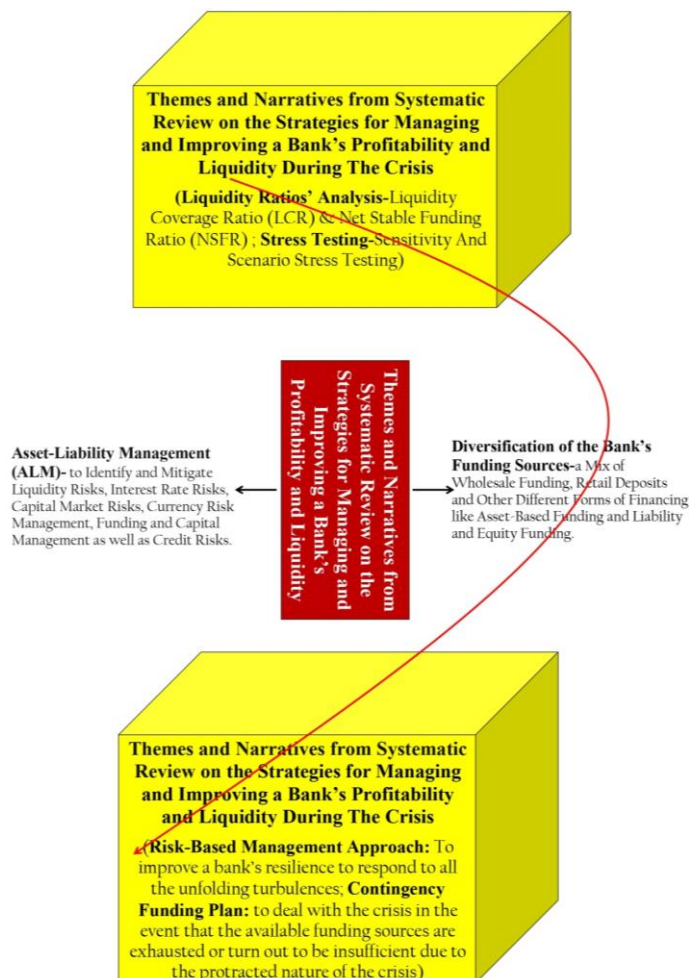 Themes and Narratives from Systematic
Review on the Strategies for Managing
and Improving a Bank's Profitability and
Liquidity During The Crisis
(Liquidity Ratios' Analysis-Liquidity
Coverage Ratio (LCR) & Net Stable Funding
Ratio (NSFR) ; Stress Testing-Sensitivity And
Scenario Stress Testing)
Asset-Liability Management
(ALM)- to Identify and Mitigate
Liquidity Risks, Interest Rate Risks,
Capital Market Risks, Currency Risk
Management, Funding and Capital
Management as well as Credit Risks.
Themes and Narratives from
Systematic Review on the
Strategies for Managing and
Improving a Bank's
Profitability and Liquidity
Diversification of the Bank's
Funding Sources-a Mix of
Wholesale Funding, Retail Deposits
and Other Different Forms of Financing
like Asset-Based Funding and Liability
and Equity Funding.
Themes and Narratives from Systematic
Review on the Strategies for Managing
and Improving a Bank's Profitability
and Liquidity During The Crisis
(Risk-Based Management Approach: To
improve a bank's resilience to respond to all
the unfolding turbulences; Contingency
Funding Plan: to deal with the crisis in the
event that the available funding sources are
exhausted or turn out to be insufficient due to
the protracted nature of the crisis)